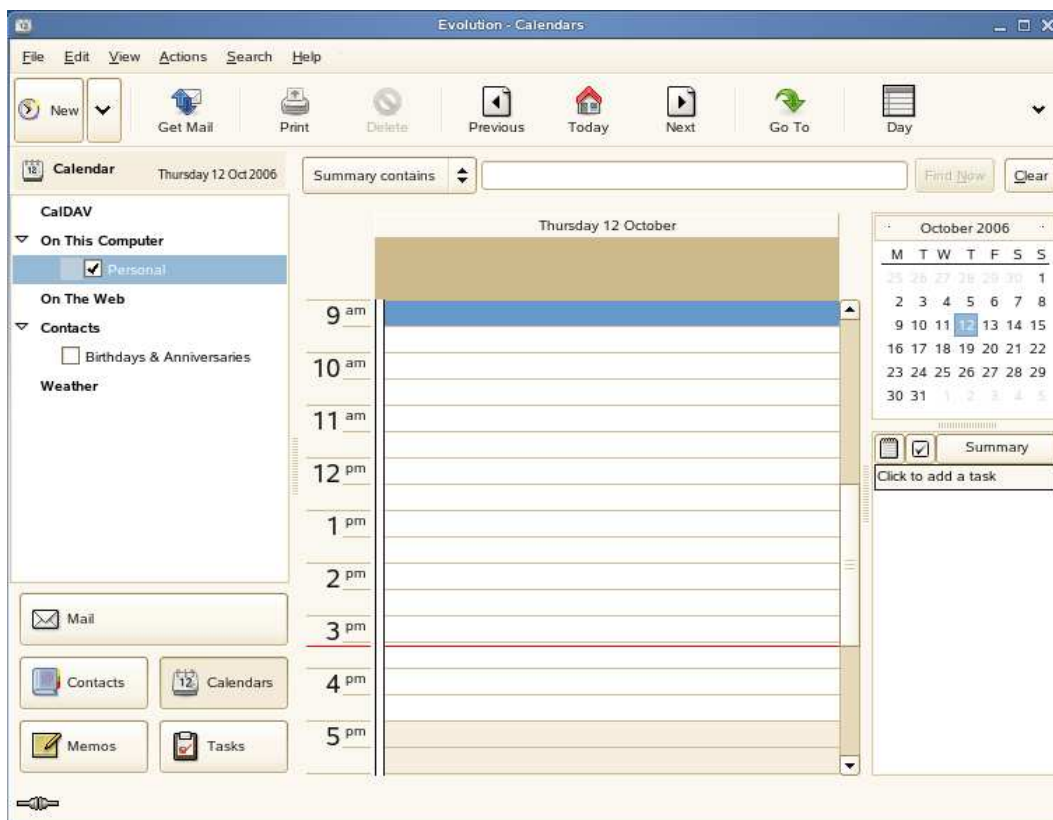 Evolution - Calendars
File Edit View Actions Search Help
New Get Mail Print Delete Previous Today Next Go To Day
12 Calendar Thursday 12 Oct 2006
Summary contains Find Now Clear
CalDAV
On This Computer
Personal
On The Web
Contacts
Birthdays & Anniversaries
Weather
Mail
Contacts 12 Calendars
Memos Tasks
Thursday 12 October
9 am
10 am
11 am
12 pm
1 pm
2 pm
3 pm
4 pm
5 pm
October 2006
M T W T F S S
25 26 27 28 29 30 1
2 3 4 5 6 7 8
9 10 11 12 13 14 15
16 17 18 19 20 21 22
23 24 25 26 27 28 29
30 31 1 2 3 4 5
Summary
Click to add a task